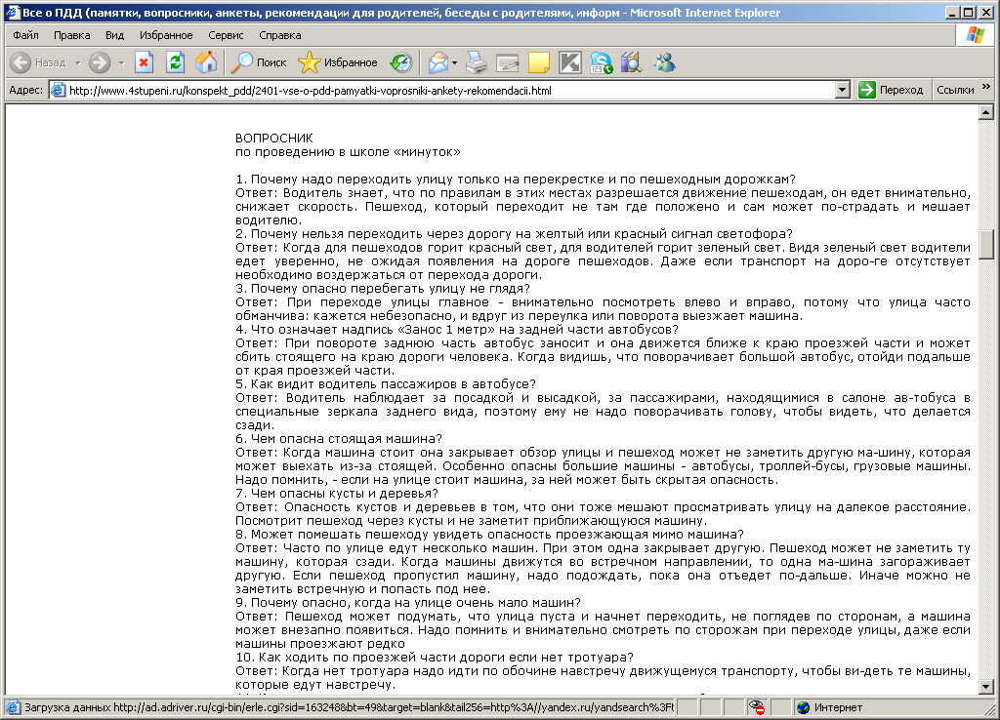 Все о ПДД (памятки, вопросники, анкеты, рекомендации для родителей, беседы с родителями, информ - Microsoft Internet Explorer
Файл Правка Вид Избранное Сервис Справка
Назад Поиск Избранное
Адрес: http://www.4stupeni.ru/konspekt_pdd/2401-vse-o-pdd-pamyatki-voprosniki-ankety-rekomendacii.html Переход Ссылки »
ВОПРОСНИК
по проведению в школе «минуток»
1. Почему надо переходить улицу только на перекрестке и по пешеходным дорожкам?
Ответ: Водитель знает, что по правилам в этих местах разрешается движение пешеходам, он едет внимательно,
снижает скорость. Пешеход, который переходит не там где положено и сам может по-страдать и мешает
водителю.
2. Почему нельзя переходить через дорогу на желтый или красный сигнал светофора?
Ответ: Когда для пешеходов горит красный свет, для водителей горит зеленый свет. Видя зеленый свет водители
едет уверенно, не ожидая появления на дороге пешеходов. Даже если транспорт на доро-ге отсутствует
необходимо воздержаться от перехода дороги.
3. Почему опасно перебегать улицу не глядя?
Ответ: При переходе улицы главное - внимательно посмотреть влево и вправо, потому что улица часто
обманчива: кажется небезопасно, и вдруг из переулка или поворота выезжает машина.
4. Что означает надпись «Занос 1 метр» на задней части автобусов?
Ответ: При повороте заднюю часть автобус заносит и она движется ближе к краю проезжей части и может
сбить стоящего на краю дороги человека. Когда видишь, что поворачивает большой автобус, отойди подальше
от края проезжей части.
5. Как видит водитель пассажиров в автобусе?
Ответ: Водитель наблюдает за посадкой и высадкой, за пассажирами, находящимися в салоне ав-тобуса в
специальные зеркала заднего вида, поэтому ему не надо поворачивать голову, чтобы видеть, что делается
сзади.
6. Чем опасна стоящая машина?
Ответ: Когда машина стоит она закрывает обзор улицы и пешеход может не заметить другую ма-шину, которая
может выехать из-за стоящей. Особенно опасны большие машины - автобусы, троллей-бусы, грузовые машины.
Надо помнить, - если на улице стоит машина, за ней может быть скрытая опасность.
7. Чем опасны кусты и деревья?
Ответ: Опасность кустов и деревьев в том, что они тоже мешают просматривать улицу на далекое расстояние.
Посмотрит пешеход через кусты и не заметит приближающуюся машину.
8. Может помешать пешеходу увидеть опасность проезжающая мимо машина?
Ответ: Часто по улице едут несколько машин. При этом одна закрывает другую. Пешеход может не заметить ту
машину, которая сзади. Когда машины движутся во встречном направлении, то одна ма-шина загораживает
другую. Если пешеход пропустил машину, надо подождать, пока она отъедет по-дальше. Иначе можно не
заметить встречную и попасть под нее.
9. Почему опасно, когда на улице очень мало машин?
Ответ: Пешеход может подумать, что улица пуста и начнет переходить, не поглядев по сторонам, а машина
может внезапно появиться. Надо помнить и внимательно смотреть по сторожам при переходе улицы, даже если
машины проезжают редко
10. Как ходить по проезжей части дороги если нет тротуара?
Ответ: Когда нет тротуара надо идти по обочине навстречу движущемуся транспорту, чтобы ви-деть те машины,
которые едут навстречу.
Загрузка данных http://ad.adriver.ru/cgi-bin/erle.cgi?sid=163248&bt=49&target=blank&tail256=http%3A//yandex.ru/yandsearch%3Ft Интернет